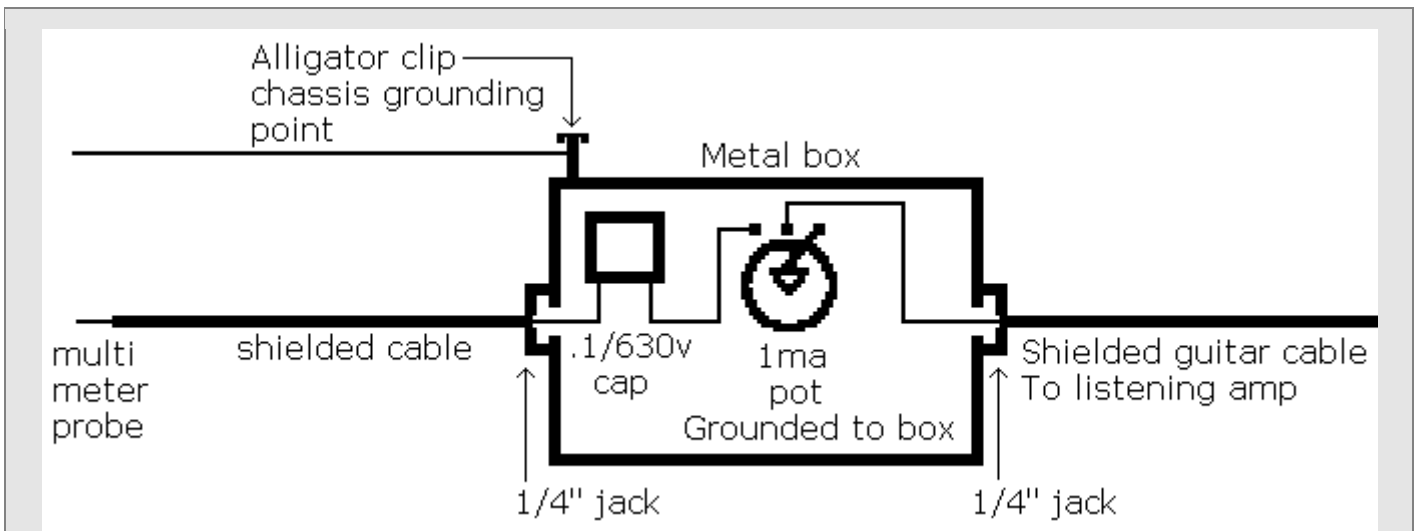 Alligator clip
chassis grounding
point
Metal box
multi
meter
probe
shielded cable
.1/630v
cap
1ma
pot
Grounded to box
Shielded guitar cable
To listening amp
1/4" jack
1/4" jack